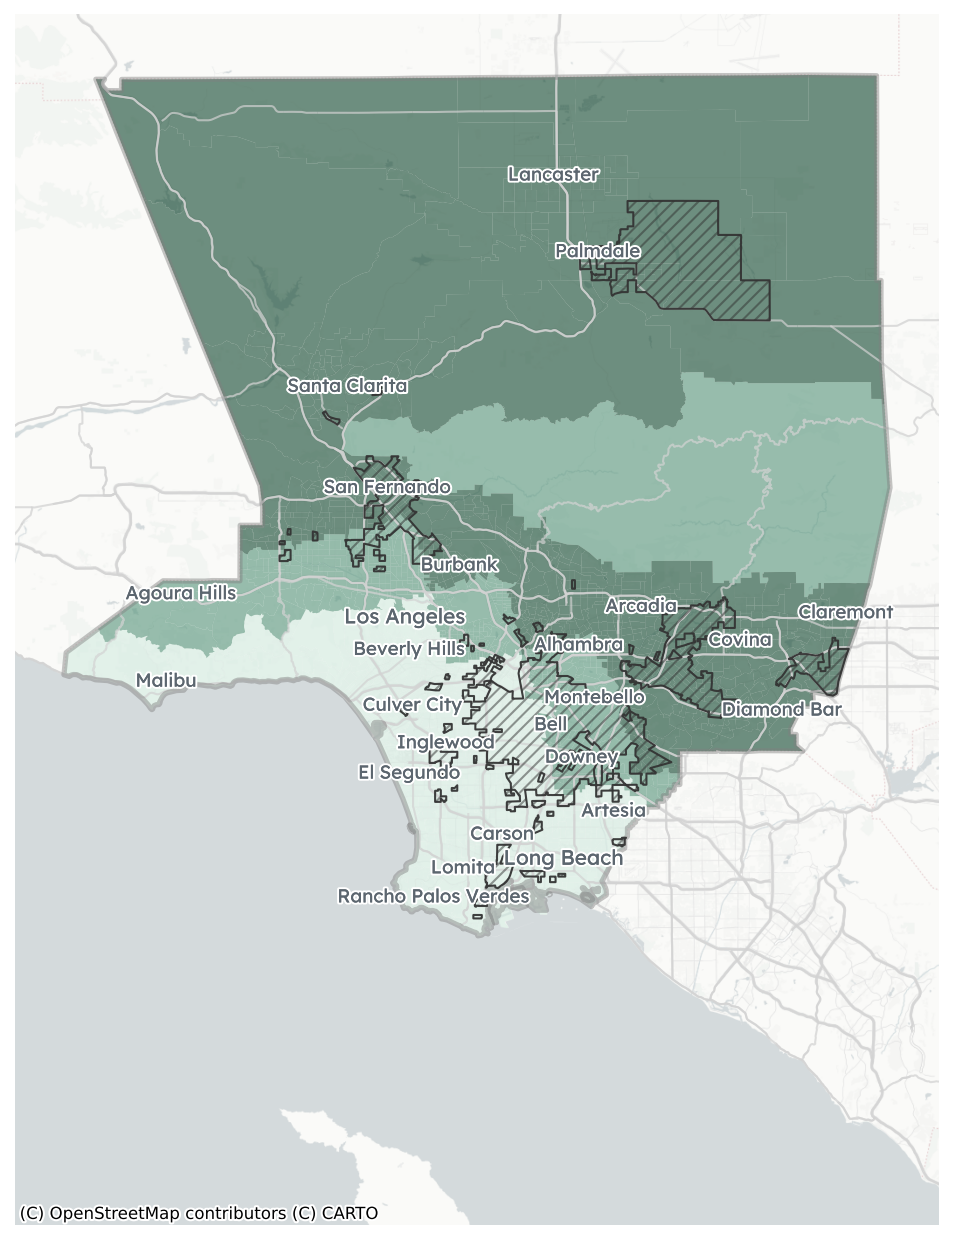 Lancaster
Palmdale
Santa Clarita
San Fernando
Burbank
Agoura Hills
Los Angeles
Arcadia
Claremont
Beverly Hills
Alhambra
Covina
Malibu
Culver City
Montebello
Diamond Bar
Bell
Inglewood
Downey
El Segundo
Artesia
Carson
Lomita
Long Beach
Rancho Palos Verdes
(C) OpenStreetMap contributors (C) CARTO